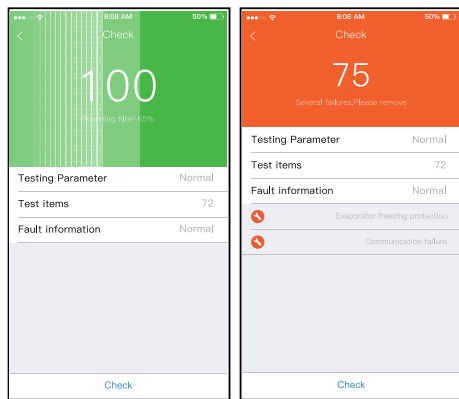 8:08 AM 50%
Check
100
Scanning filter 65%
Testing Parameter Normal
Test items 72
Fault information Normal
Check
8:08 AM 50%
Check
75
Several failures,Please remove
Testing Parameter Normal
Test items 72
Fault information Normal
Evaporator freezing protection
Communication failure
Check